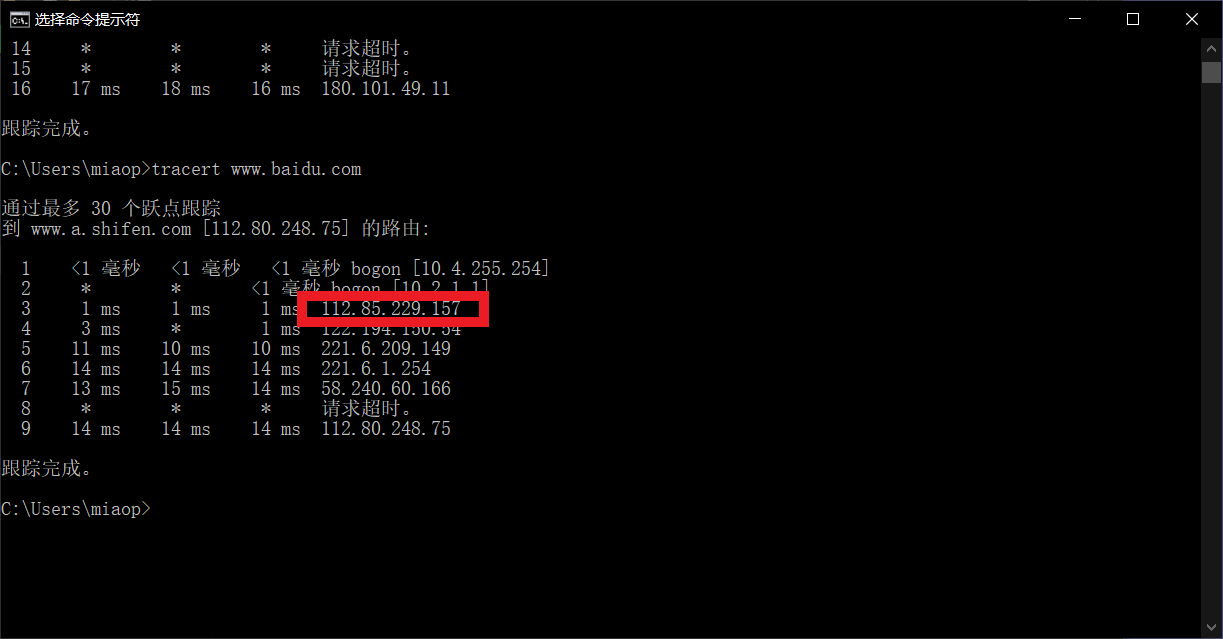 选择命令提示符
14 * * * 请求超时。
15 * * * 请求超时。
16 17 ms 18 ms 16 ms 180.101.49.11
跟踪完成。
C:\Users\miaop>tracert www.baidu.com
通过最多 30 个跃点跟踪
到 www.a.shifen.com [112.80.248.75] 的路由:
1 <1 毫秒 <1 毫秒 <1 毫秒 bogon [10.4.255.254]
2 * * <1 毫秒 bogon [10.2.1.1]
3 1 ms 1 ms 1 ms 112.85.229.157
4 3 ms * 1 ms 122.194.150.54
5 11 ms 10 ms 10 ms 221.6.209.149
6 14 ms 14 ms 14 ms 221.6.1.254
7 13 ms 15 ms 14 ms 58.240.60.166
8 * * * 请求超时。
9 14 ms 14 ms 14 ms 112.80.248.75
跟踪完成。
C:\Users\miaop>